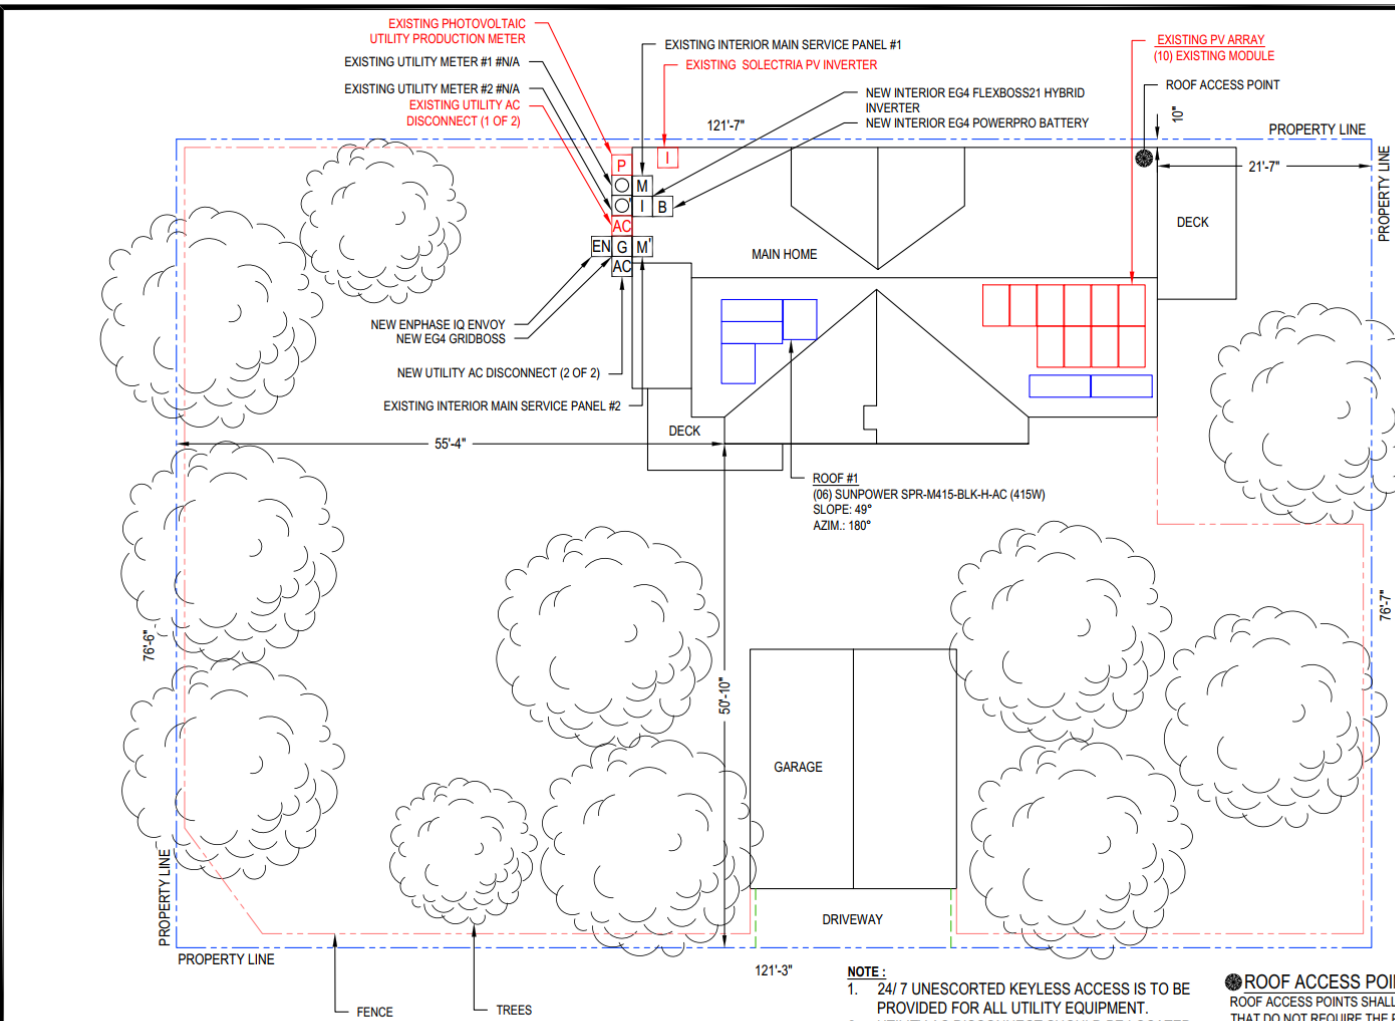 EXISTING PHOTOVOLTAIC
UTILITY PRODUCTION METER
EXISTING UTILITY METER #1 #N/A
EXISTING UTILITY METER #2 #N/A
EXISTING UTILITY AC
DISCONNECT (1 OF 2)
EXISTING INTERIOR MAIN SERVICE PANEL #1
EXISTING SOLECTRIA PV INVERTER
NEW INTERIOR EG4 FLEXBOSS21 HYBRID
INVERTER
NEW INTERIOR EG4 POWERPRO BATTERY
EXISTING PV ARRAY
(10) EXISTING MODULE
ROOF ACCESS POINT
121'-7"
10"
PROPERTY LINE
21'-7"
PROPERTY LINE
P
I
M
I
B
AC
EN
G
M'
AC
MAIN HOME
DECK
NEW ENPHASE IQ ENVOY
NEW EG4 GRIDBOSS
NEW UTILITY AC DISCONNECT (2 OF 2)
EXISTING INTERIOR MAIN SERVICE PANEL #2
DECK
55'-4"
ROOF #1
(06) SUNPOWER SPR-M415-BLK-H-AC (415W)
SLOPE: 49°
AZIM.: 180°
76'-6"
76'-7"
50'-10"
GARAGE
DRIVEWAY
PROPERTY LINE
PROPERTY LINE
121'-3"
FENCE
TREES
NOTE :
1. 24/ 7 UNESCORTED KEYLESS ACCESS IS TO BE
PROVIDED FOR ALL UTILITY EQUIPMENT.
ROOF ACCESS POI
ROOF ACCESS POINTS SHALL
THAT DO NOT REQUIRE THE